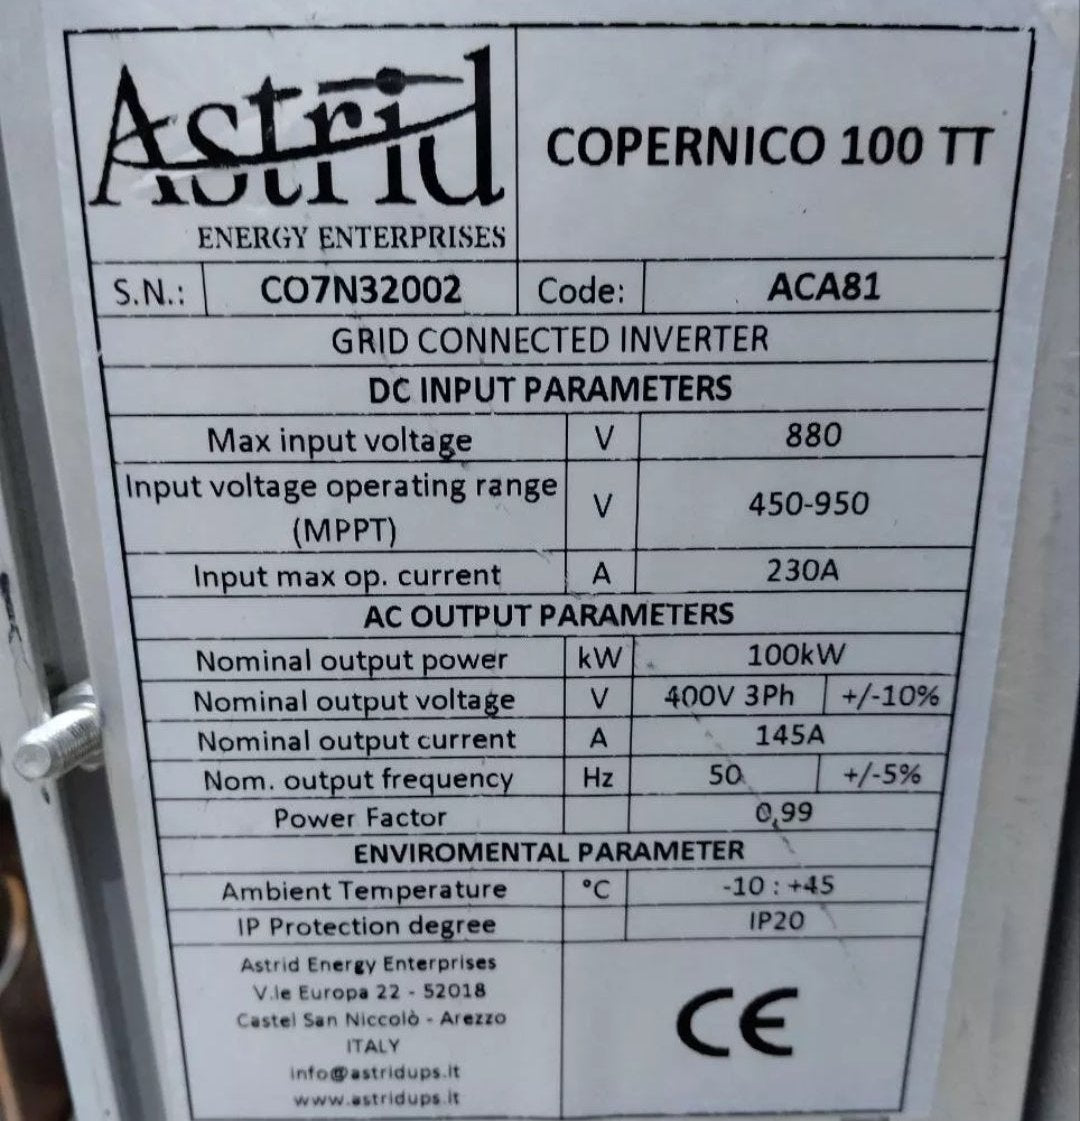 Astrid
ENERGY ENTERPRISES
COPERNICO 100 TT
S.N.: CO7N32002 Code: ACA81
GRID CONNECTED INVERTER
DC INPUT PARAMETERS
Max input voltage V 880
Input voltage operating range
(MPPT) V 450-950
Input max op. current A 230A
AC OUTPUT PARAMETERS
Nominal output power kW 100kW
Nominal output voltage V 400V 3Ph +/-10%
Nominal output current A 145A
Nom. output frequency Hz 50 +/-5%
Power Factor 0,99
ENVIROMENTAL PARAMETER
Ambient Temperature °C -10 : +45
IP Protection degree IP20
Astrid Energy Enterprises
V.le Europa 22 - 52018
Castel San Niccolò - Arezzo
ITALY
info@astridups.it
www.astridups.it
CE